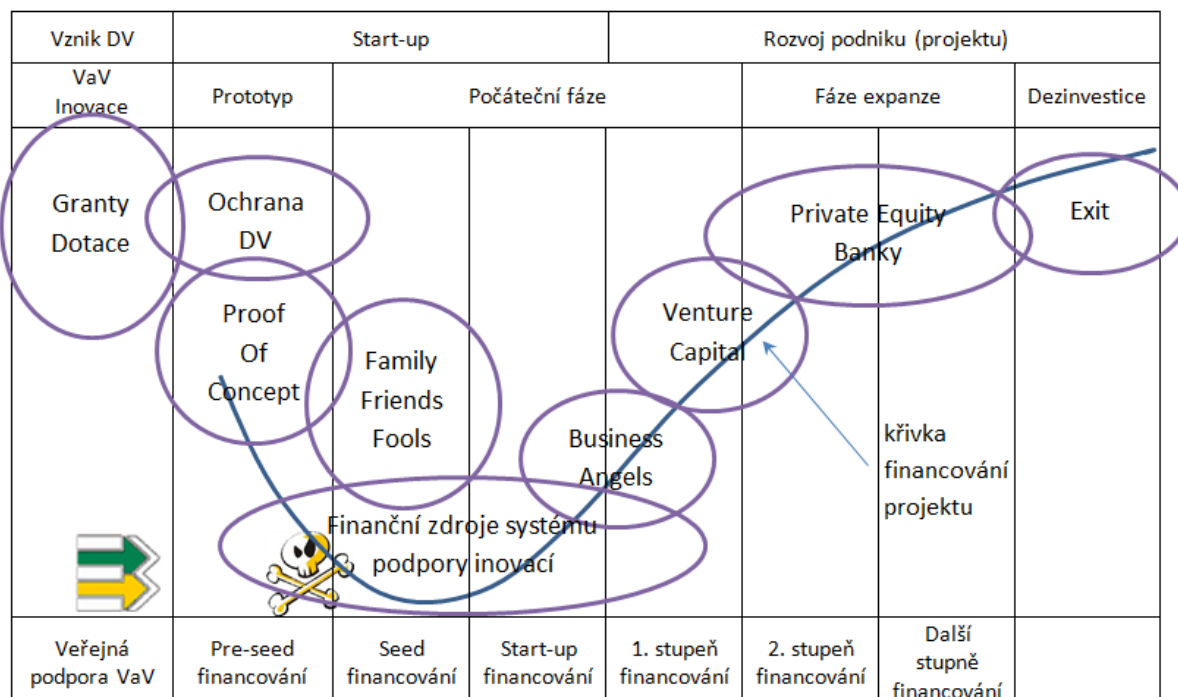 Vznik DV
Start-up
Rozvoj podniku (projektu)
VaV
Inovace
Prototyp
Počáteční fáze
Fáze expanze
Dezinvestice
Granty
Dotace
Ochrana
DV
Proof
Of
Concept
Family
Friends
Fools
Finanční zdroje systému
podpory inovací
Business
Angels
Venture
Capital
Private Equity
Banky
Exit
křivka
financování
projektu
Veřejná
podpora VaV
Pre-seed
financování
Seed
financování
Start-up
financování
1. stupeň
financování
2. stupeň
financování
Další
stupně
financování